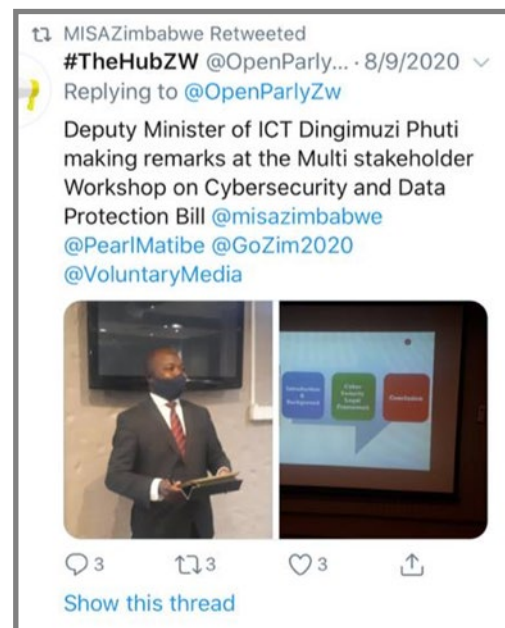 MISAZimbabwe Retweeted
#TheHubZW @OpenParly... · 8/9/2020
Replying to @OpenParlyZw
Deputy Minister of ICT Dingimuzi Phuti
making remarks at the Multi stakeholder
Workshop on Cybersecurity and Data
Protection Bill @misazimbabwe
@PearlMatibe @GoZim2020
@VoluntaryMedia
Introduction
&
Background
Cyber
Security
Legal
Framework
Conclusion
3
3
3
Show this thread